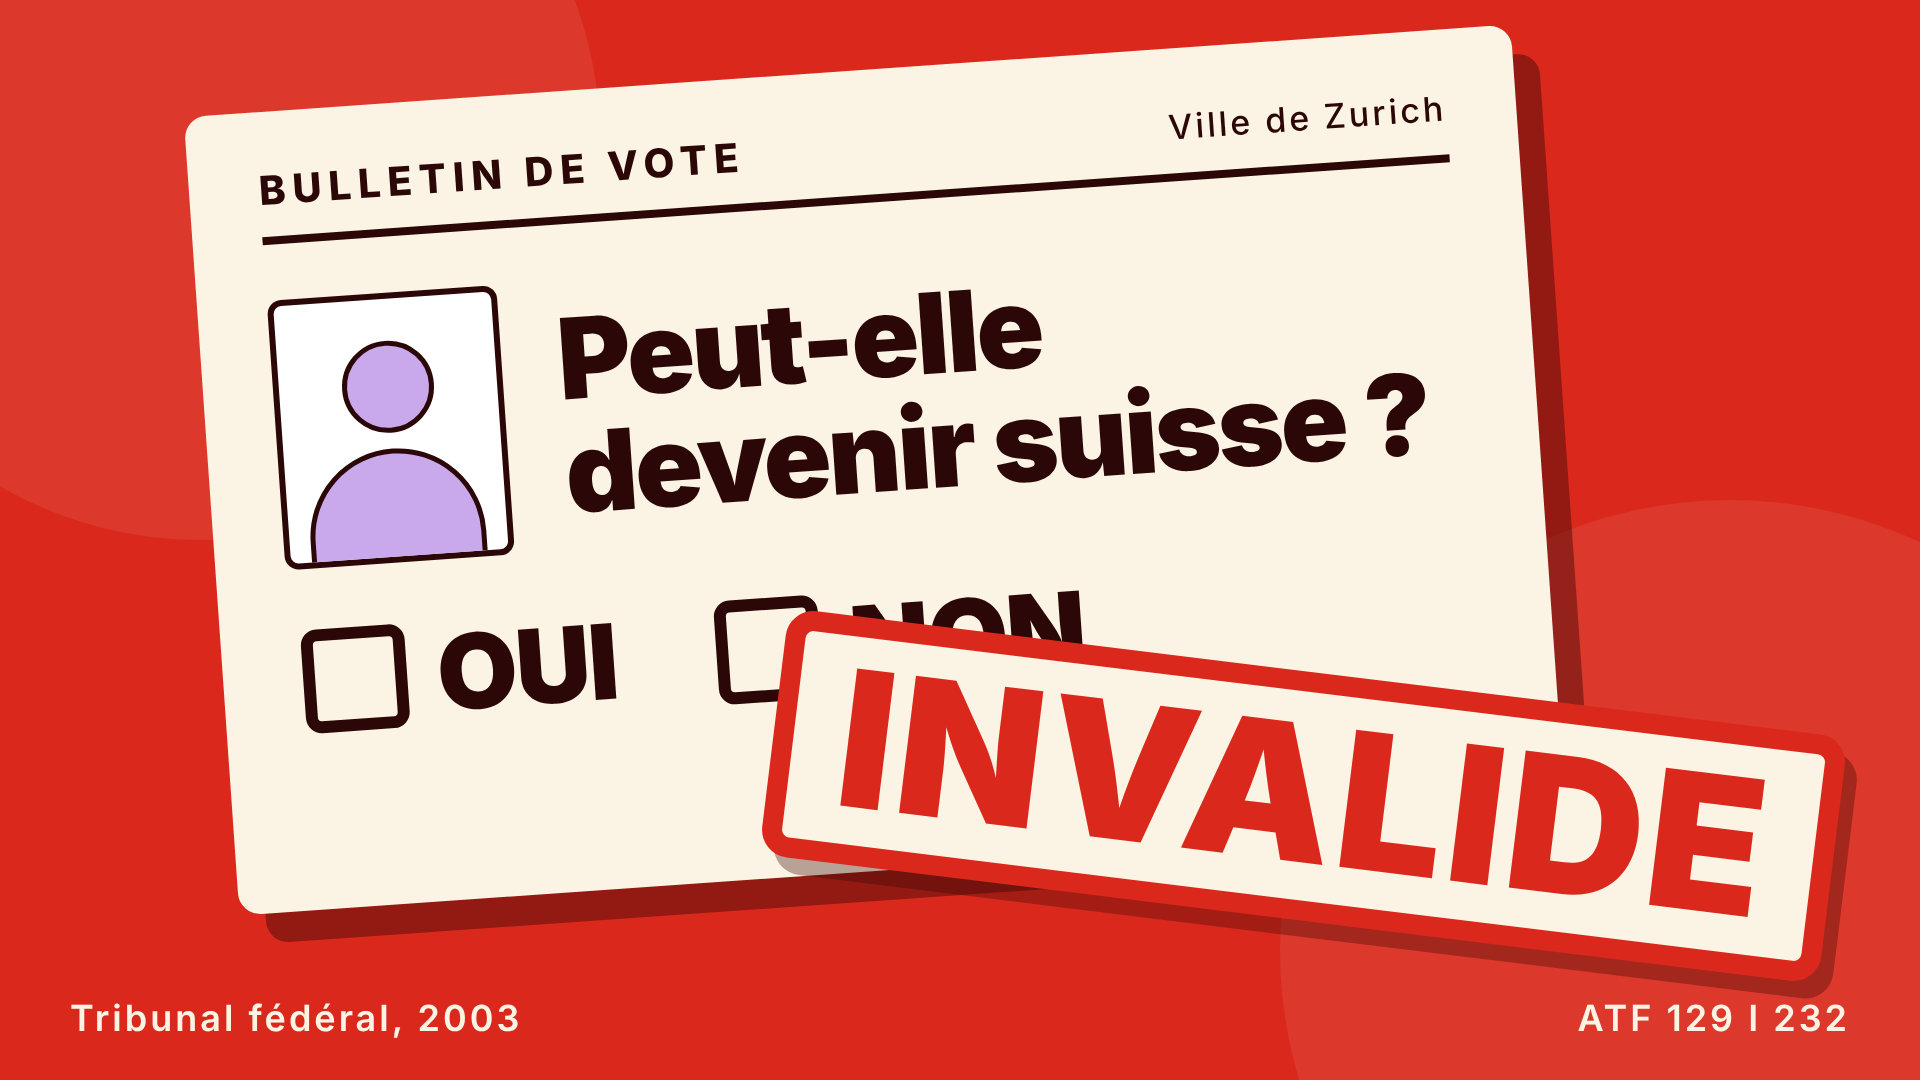 BULLETIN DE VOTE
Ville de Zurich
Peut-elle
devenir suisse ?
OUI
NON
INVALIDE
Tribunal fédéral, 2003
ATF 129 I 232